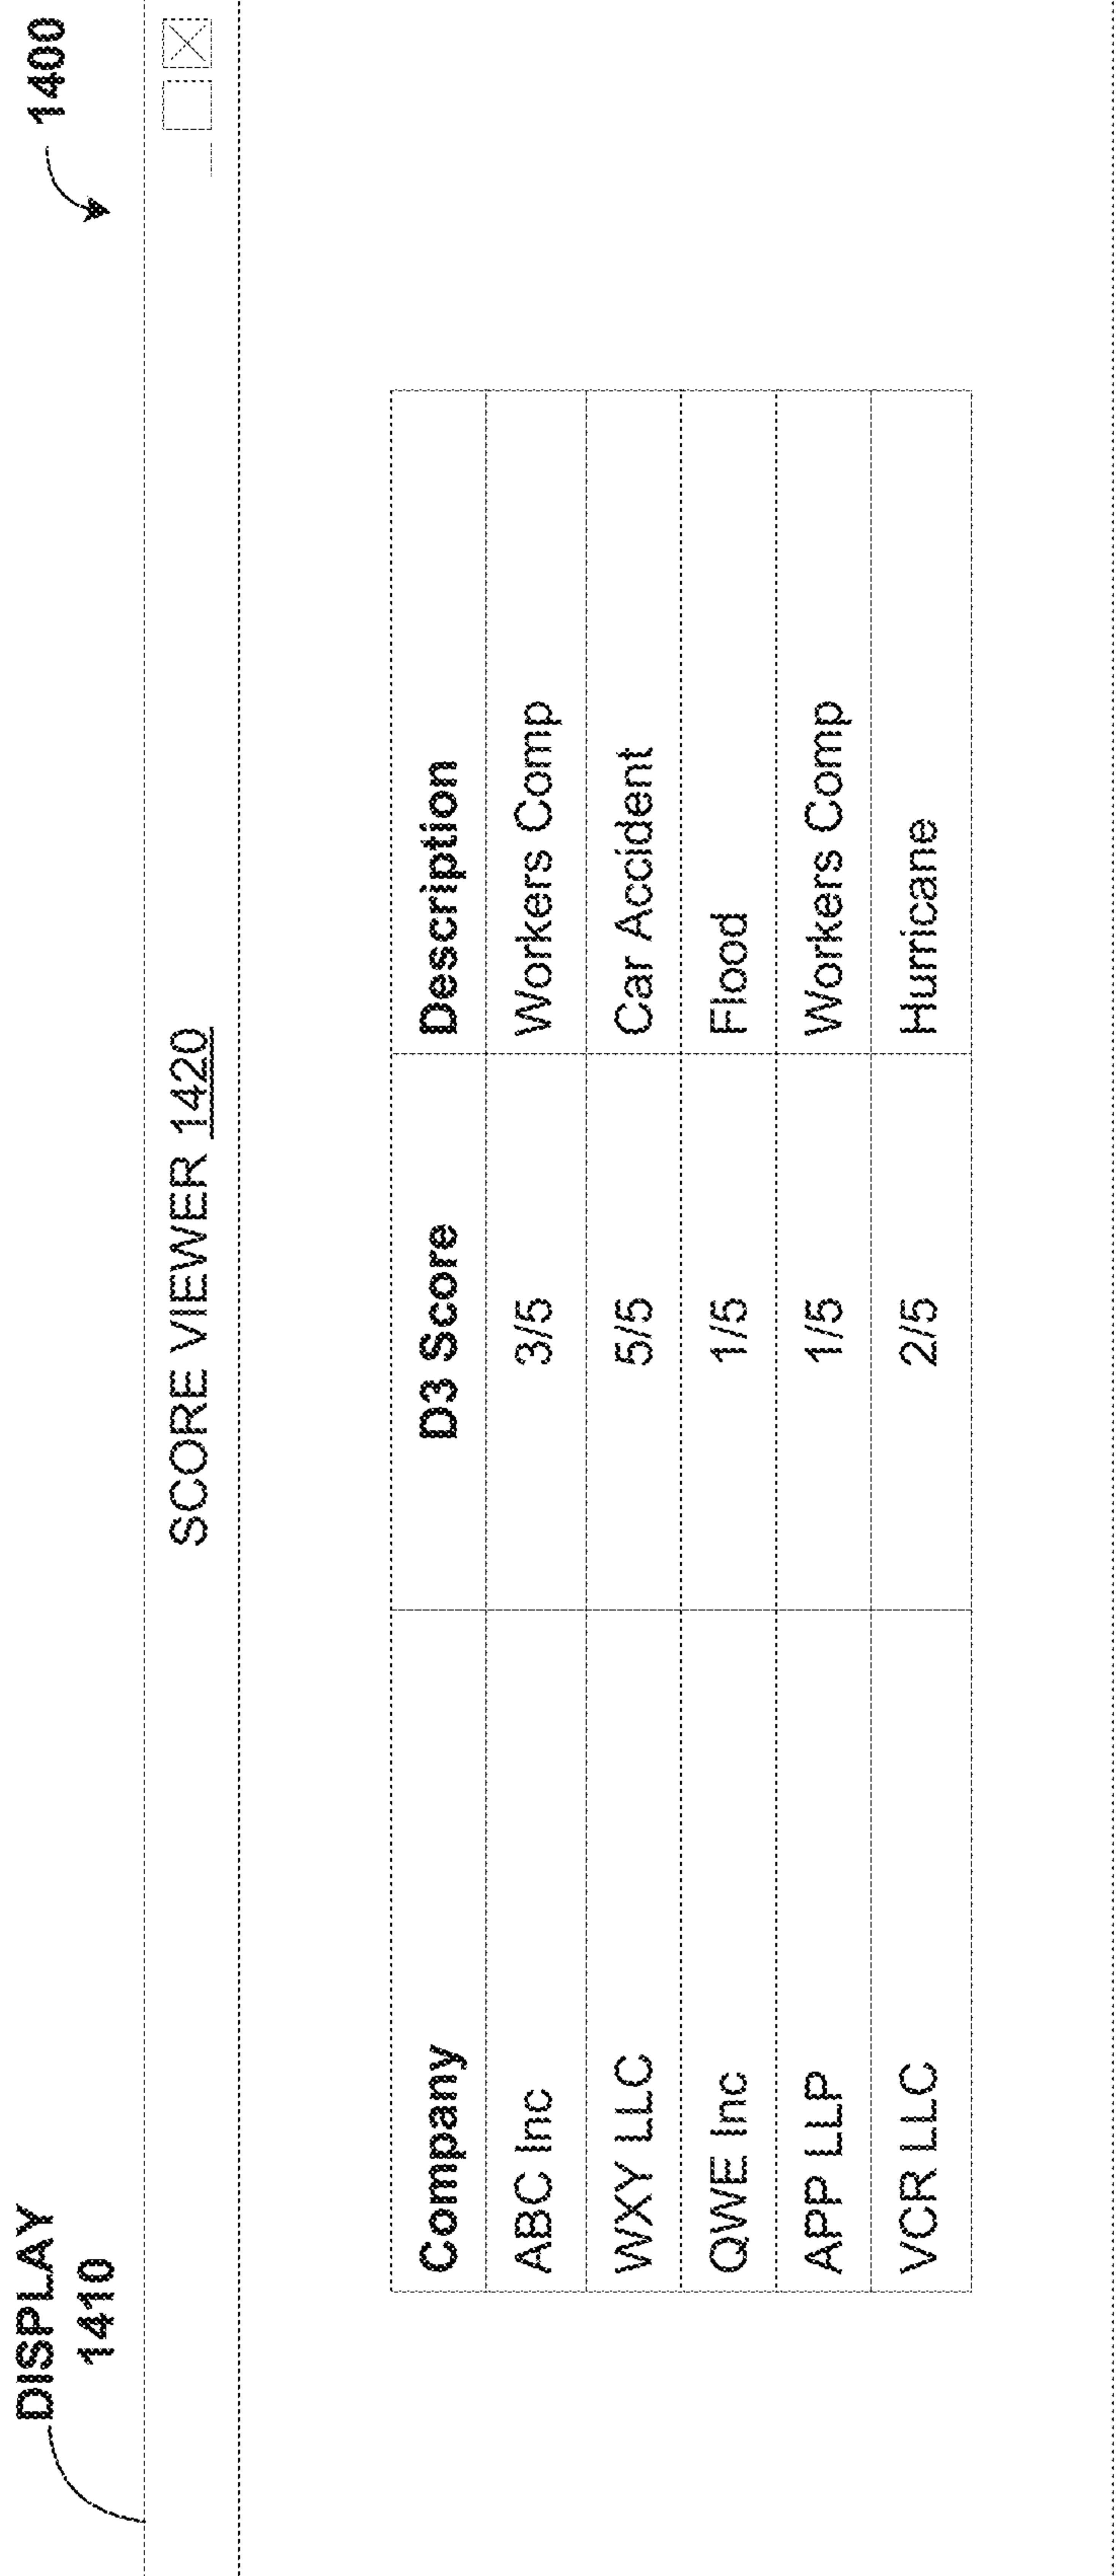 DISPLAY
1410
1400
SCORE VIEWER 1420
Company D3 Score Description
ABC Inc 3/5 Workers Comp
WXY LLC 5/5 Car Accident
QWE Inc 1/5 Flood
APP LLP 1/5 Workers Comp
VCR LLC 2/5 Hurricane